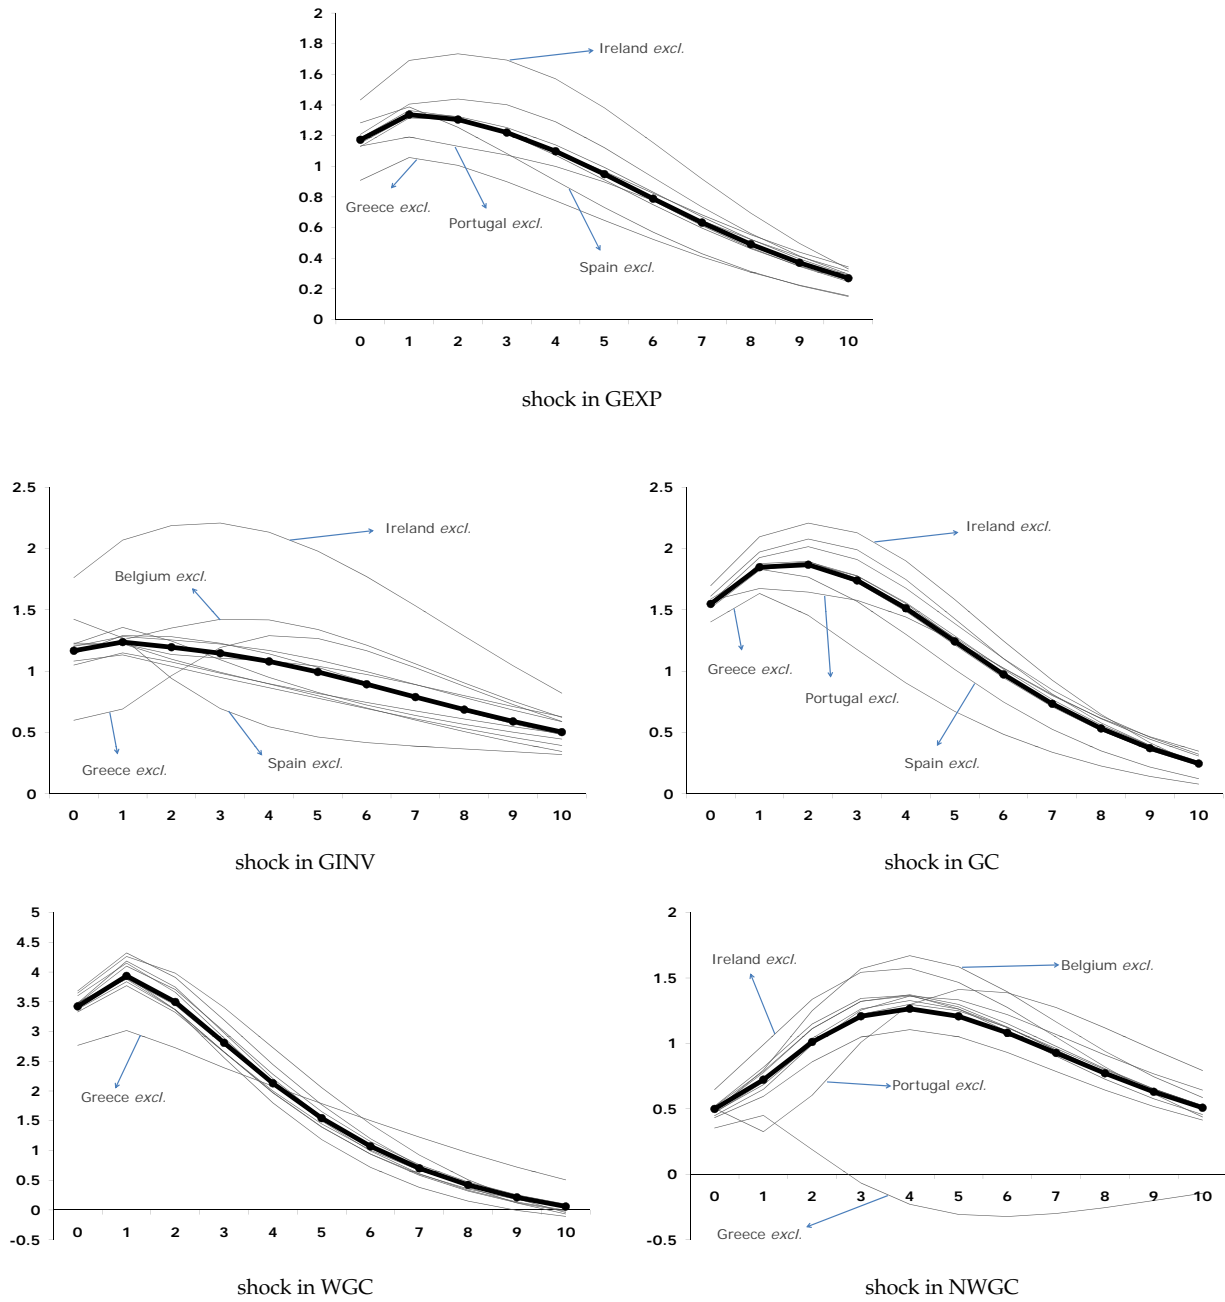 2
1.8
Ireland excl.
1.6
1.4
1.2
1
0.8
Greece excl.
Portugal excl.
0.6
0.4
Spain excl.
0.2
0
0 1 2 3 4 5 6 7 8 9 10
shock in GEXP
2.5
Ireland excl.
2
Belgium excl.
1.5
1
0.5
Greece excl.
Spain excl.
0
0 1 2 3 4 5 6 7 8 9 10
shock in GINV
2.5
Ireland excl.
2
1.5
1
Greece excl.
Portugal excl.
0.5
Spain excl.
0
0 1 2 3 4 5 6 7 8 9 10
shock in GC
5
4.5
4
3.5
3
2.5
2
Greece excl.
1.5
1
0.5
0
-0.5
0 1 2 3 4 5 6 7 8 9 10
shock in WGC
2
Ireland excl.
Belgium excl.
1.5
1
Portugal excl.
0.5
0
0 1 2 3 4 5 6 7 8 9 10
Greece excl.
-0.5
shock in NWGC